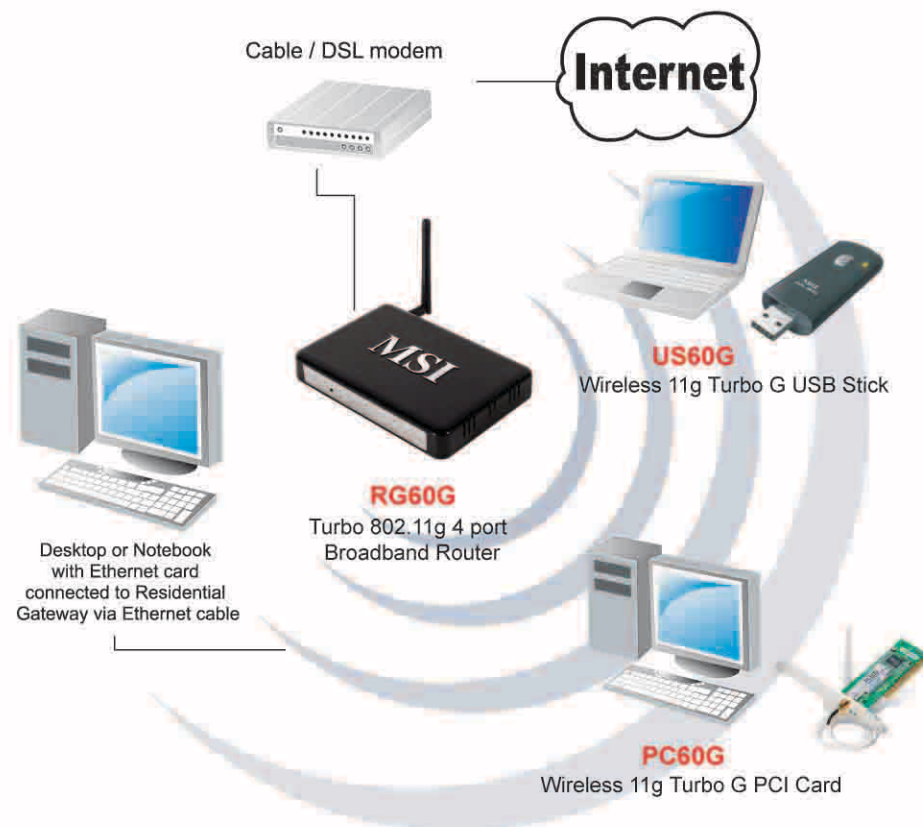 Cable / DSL modem
Internet
MSI
US60G
Wireless 11g Turbo G USB Stick
RG60G
Turbo 802.11g 4 port
Broadband Router
Desktop or Notebook
with Ethernet card
connected to Residential
Gateway via Ethernet cable
PC60G
Wireless 11g Turbo G PCI Card